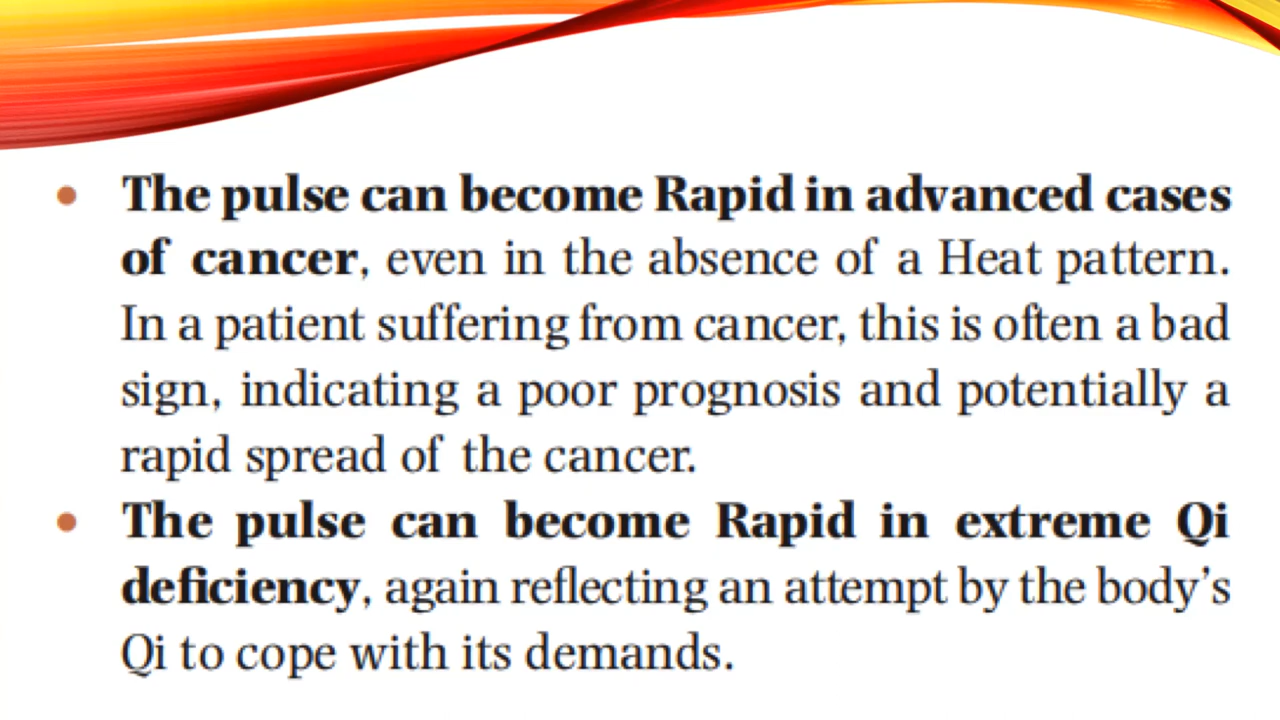 • The pulse can become Rapid in advanced cases
of cancer, even in the absence of a Heat pattern.
In a patient suffering from cancer, this is often a bad
sign, indicating a poor prognosis and potentially a
rapid spread of the cancer.
• The pulse can become Rapid in extreme Qi
deficiency, again reflecting an attempt by the body’s
Qi to cope with its demands.